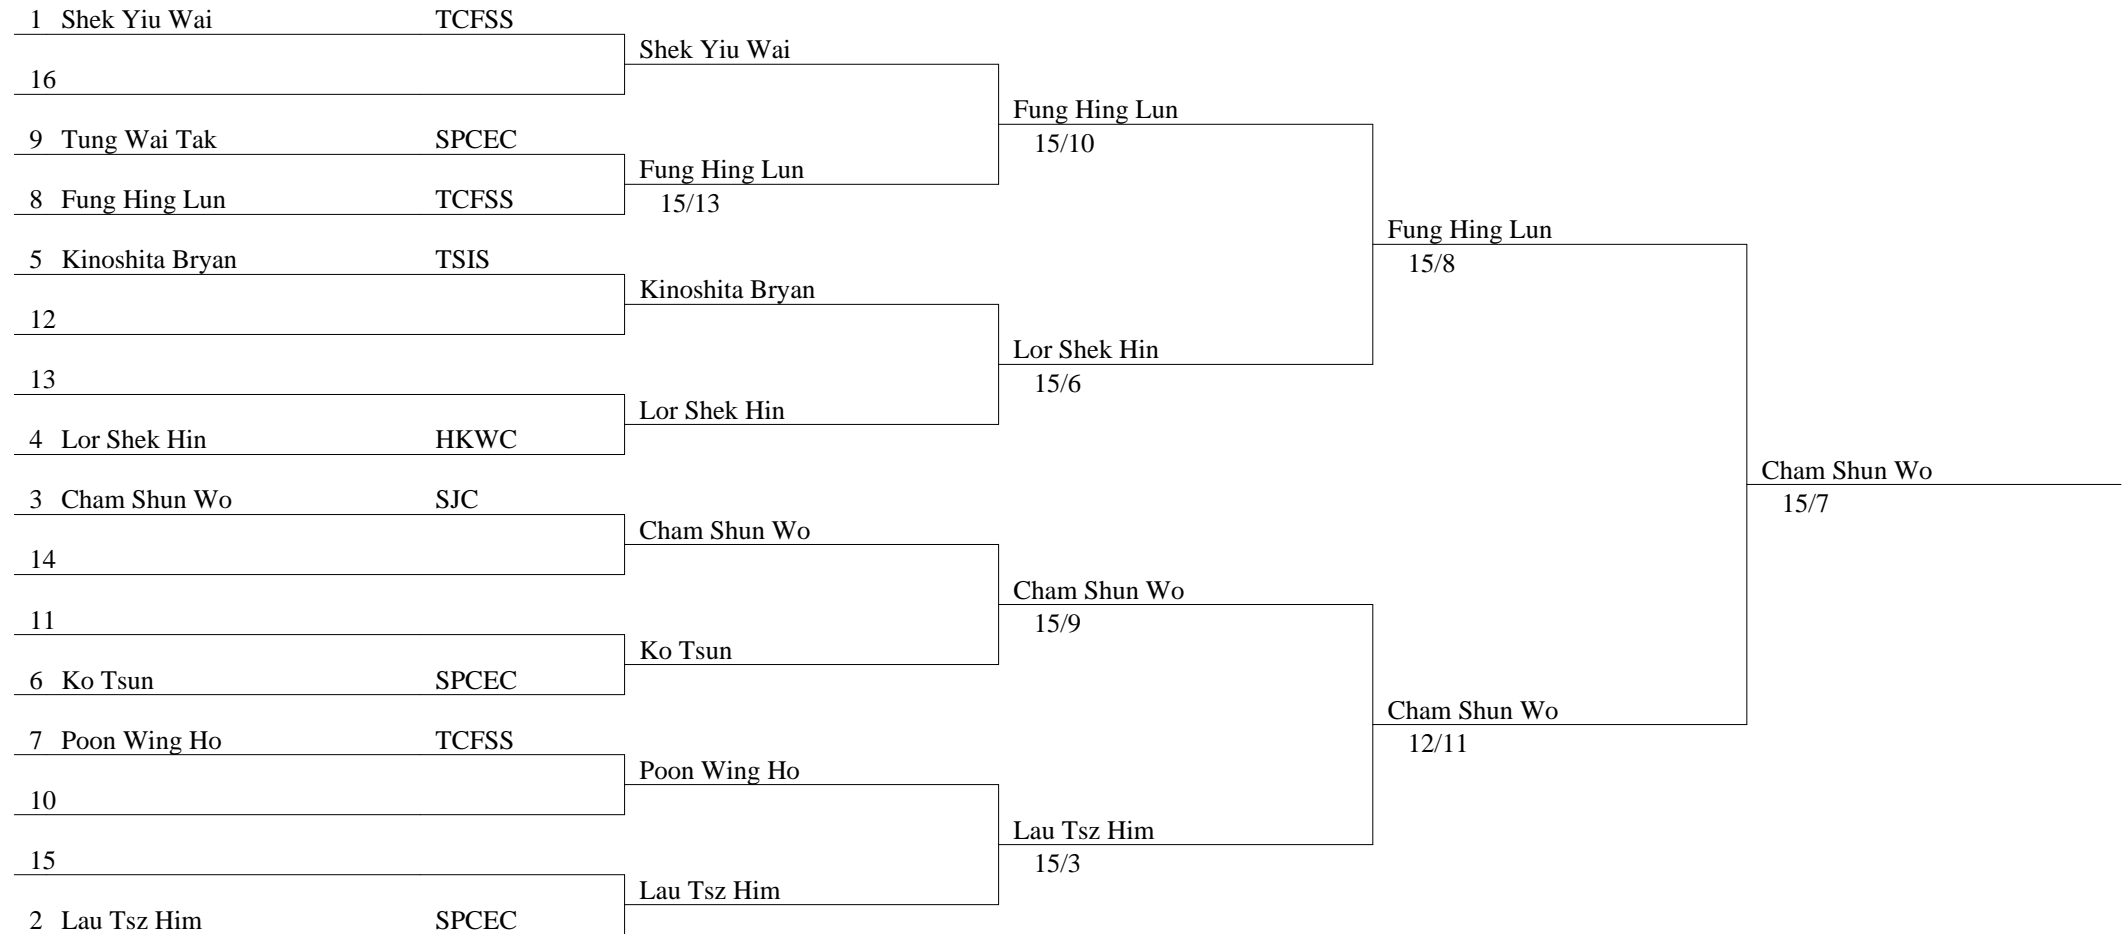 1 Shek Yiu Wai TCFSS
Shek Yiu Wai
16
Fung Hing Lun
9 Tung Wai Tak SPCEC
15/10
Fung Hing Lun
8 Fung Hing Lun TCFSS
15/13
Fung Hing Lun
5 Kinoshita Bryan TSIS
15/8
Kinoshita Bryan
12
Lor Shek Hin
13
15/6
Lor Shek Hin
4 Lor Shek Hin HKWC
Cham Shun Wo
3 Cham Shun Wo SJC
15/7
Cham Shun Wo
14
Cham Shun Wo
11
15/9
Ko Tsun
6 Ko Tsun SPCEC
Cham Shun Wo
7 Poon Wing Ho TCFSS
12/11
Poon Wing Ho
10
Lau Tsz Him
15
15/3
Lau Tsz Him
2 Lau Tsz Him SPCEC